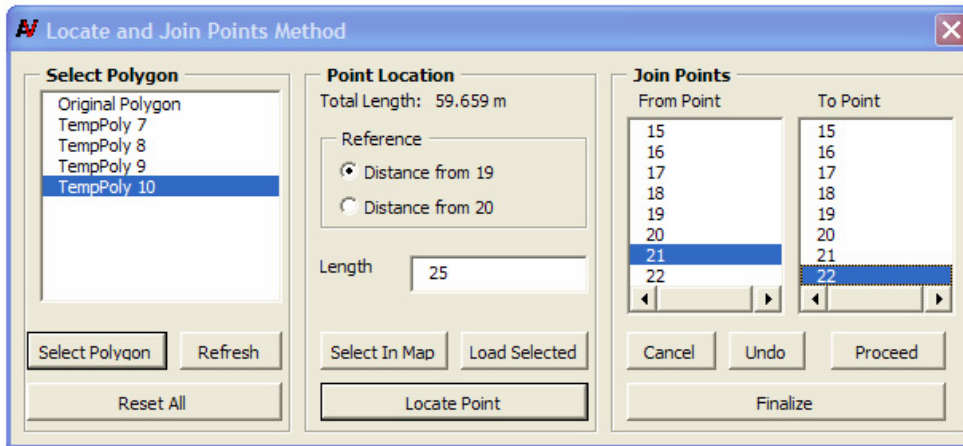 Locate and Join Points Method
Select Polygon
Original Polygon
TempPoly 7
TempPoly 8
TempPoly 9
TempPoly 10
Select Polygon
Refresh
Reset All
Point Location
Total Length: 59.659 m
Reference
Distance from 19
Distance from 20
Length
25
Select In Map
Load Selected
Locate Point
Join Points
From Point
15
16
17
18
19
20
21
22
To Point
15
16
17
18
19
20
21
22
Cancel
Undo
Proceed
Finalize